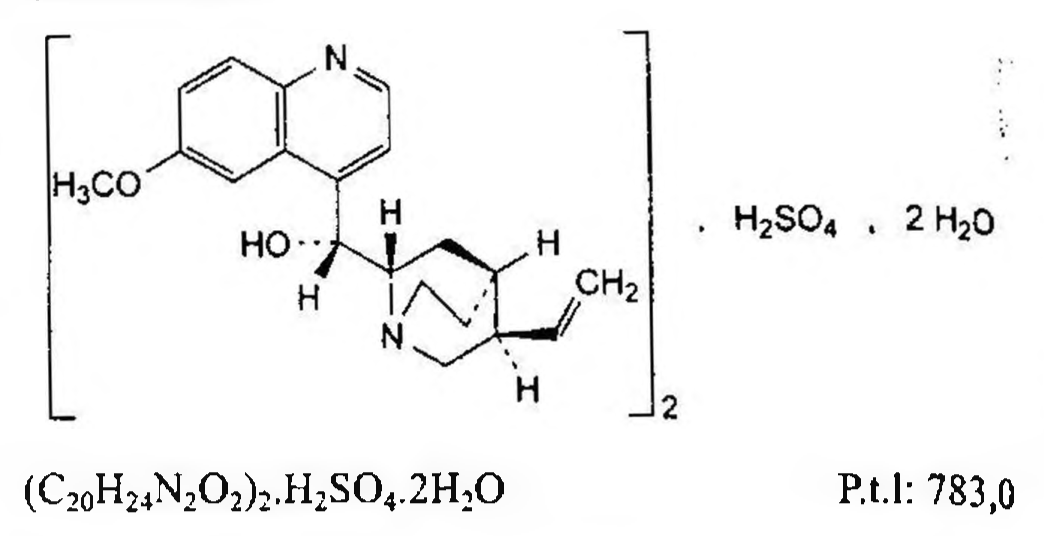 N
H₃CO
H
HO
H
H
CH₂
N
H
2
. H₂SO₄ . 2 H₂O
(C₂₀H₂₄N₂O₂)₂.H₂SO₄.2H₂O
P.t.l: 783,0